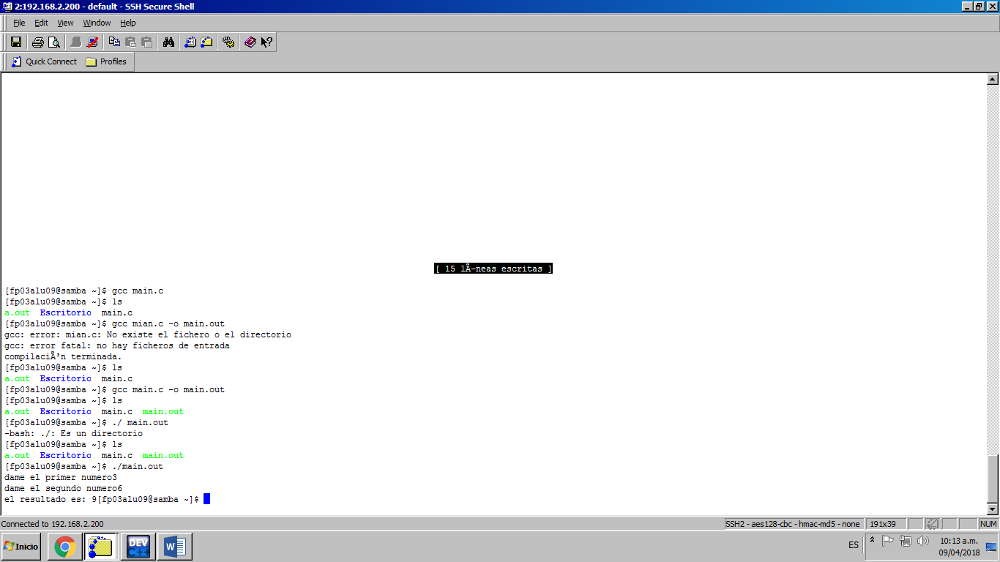 2:192.168.2.200 - default - SSH Secure Shell
File Edit View Window Help
Quick Connect Profiles
[ 15 lÃ­neas escritas ]
[fp03alu09@samba ~]$ gcc main.c
[fp03alu09@samba ~]$ ls
a.out Escritorio main.c
[fp03alu09@samba ~]$ gcc mian.c -o main.out
gcc: error: mian.c: No existe el fichero o el directorio
gcc: error fatal: no hay ficheros de entrada
compilaciÃ³n terminada.
[fp03alu09@samba ~]$ ls
a.out Escritorio main.c
[fp03alu09@samba ~]$ gcc main.c -o main.out
[fp03alu09@samba ~]$ ls
a.out Escritorio main.c main.out
[fp03alu09@samba ~]$ ./ main.out
-bash: ./: Es un directorio
[fp03alu09@samba ~]$ ls
a.out Escritorio main.c main.out
[fp03alu09@samba ~]$ ./main.out
dame el primer numero3
dame el segundo numero6
el resultado es: 9[fp03alu09@samba ~]$
Connected to 192.168.2.200 SSH2 - aes128-cbc - hmac-md5 - none 191x39 NUM
Inicio DEV C++ W ES 10:13 a.m.
09/04/2018